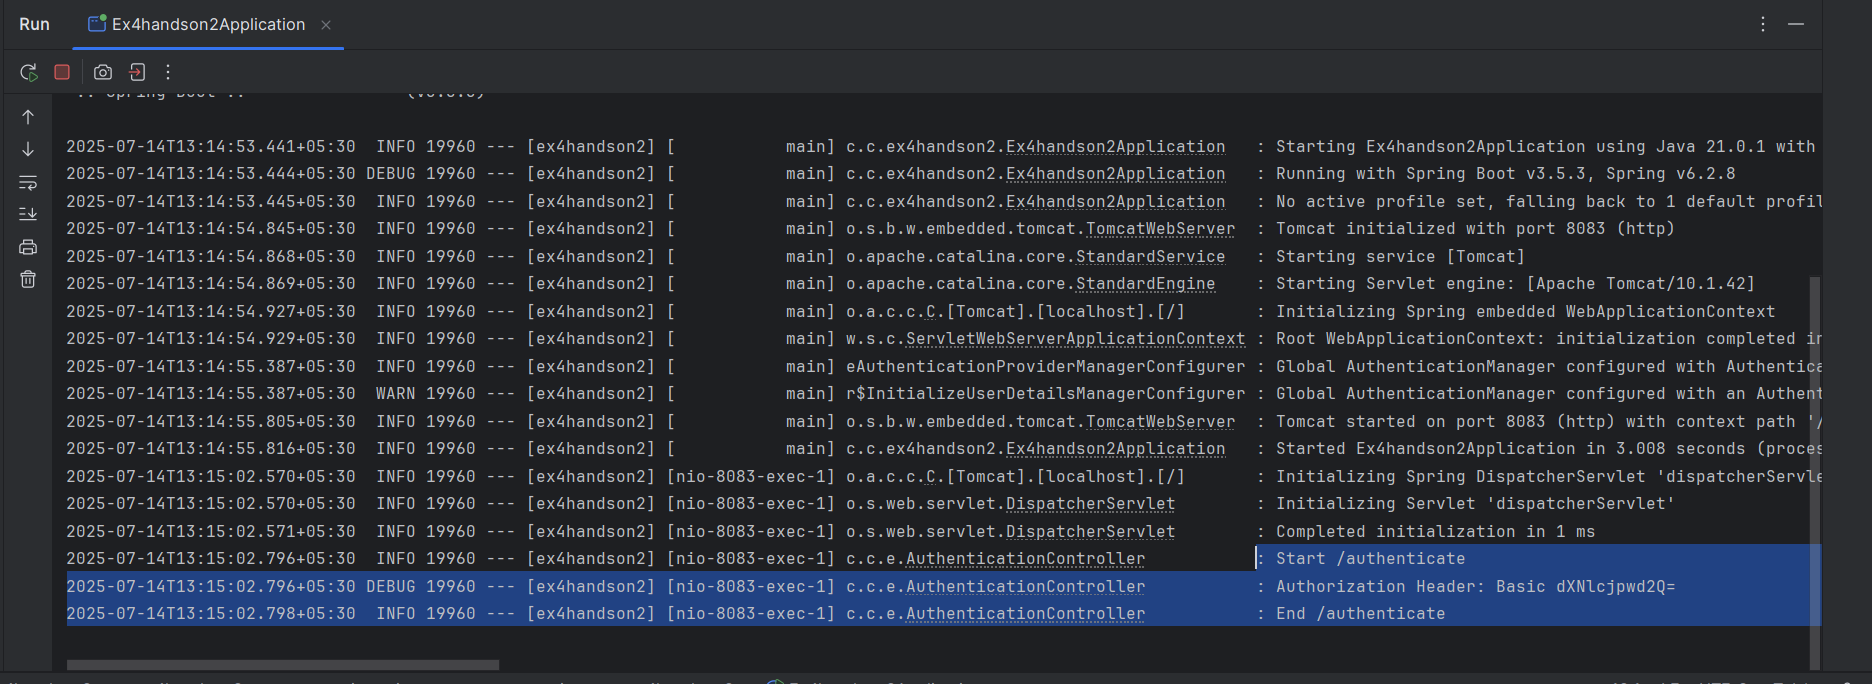 Run Ex4handson2Application
:: Spring Boot ::
2025-07-14T13:14:53.441+05:30  INFO 19960 --- [ex4handson2] [           main] c.c.ex4handson2.Ex4handson2Application   : Starting Ex4handson2Application using Java 21.0.1 with
2025-07-14T13:14:53.444+05:30 DEBUG 19960 --- [ex4handson2] [           main] c.c.ex4handson2.Ex4handson2Application   : Running with Spring Boot v3.5.3, Spring v6.2.8
2025-07-14T13:14:53.445+05:30  INFO 19960 --- [ex4handson2] [           main] c.c.ex4handson2.Ex4handson2Application   : No active profile set, falling back to 1 default profil
2025-07-14T13:14:54.845+05:30  INFO 19960 --- [ex4handson2] [           main] o.s.b.w.embedded.tomcat.TomcatWebServer  : Tomcat initialized with port 8083 (http)
2025-07-14T13:14:54.868+05:30  INFO 19960 --- [ex4handson2] [           main] o.apache.catalina.core.StandardService   : Starting service [Tomcat]
2025-07-14T13:14:54.869+05:30  INFO 19960 --- [ex4handson2] [           main] o.apache.catalina.core.StandardEngine    : Starting Servlet engine: [Apache Tomcat/10.1.42]
2025-07-14T13:14:54.927+05:30  INFO 19960 --- [ex4handson2] [           main] o.a.c.c.C.[Tomcat].[localhost].[/]       : Initializing Spring embedded WebApplicationContext
2025-07-14T13:14:54.929+05:30  INFO 19960 --- [ex4handson2] [           main] w.s.c.ServletWebServerApplicationContext : Root WebApplicationContext: initialization completed in
2025-07-14T13:14:55.387+05:30  INFO 19960 --- [ex4handson2] [           main] eAuthenticationProviderManagerConfigurer : Global AuthenticationManager configured with Authentica
2025-07-14T13:14:55.387+05:30  WARN 19960 --- [ex4handson2] [           main] r$InitializeUserDetailsManagerConfigurer : Global AuthenticationManager configured with an Authent
2025-07-14T13:14:55.805+05:30  INFO 19960 --- [ex4handson2] [           main] o.s.b.w.embedded.tomcat.TomcatWebServer  : Tomcat started on port 8083 (http) with context path '/
2025-07-14T13:14:55.816+05:30  INFO 19960 --- [ex4handson2] [           main] c.c.ex4handson2.Ex4handson2Application   : Started Ex4handson2Application in 3.008 seconds (proces
2025-07-14T13:15:02.570+05:30  INFO 19960 --- [ex4handson2] [nio-8083-exec-1] o.a.c.c.C.[Tomcat].[localhost].[/]       : Initializing Spring DispatcherServlet 'dispatcherServle
2025-07-14T13:15:02.570+05:30  INFO 19960 --- [ex4handson2] [nio-8083-exec-1] o.s.web.servlet.DispatcherServlet        : Initializing Servlet 'dispatcherServlet'
2025-07-14T13:15:02.571+05:30  INFO 19960 --- [ex4handson2] [nio-8083-exec-1] o.s.web.servlet.DispatcherServlet        : Completed initialization in 1 ms
2025-07-14T13:15:02.796+05:30  INFO 19960 --- [ex4handson2] [nio-8083-exec-1] c.c.e.AuthenticationController           : Start /authenticate
2025-07-14T13:15:02.796+05:30 DEBUG 19960 --- [ex4handson2] [nio-8083-exec-1] c.c.e.AuthenticationController           : Authorization Header: Basic dXNlcjpwd2Q=
2025-07-14T13:15:02.798+05:30  INFO 19960 --- [ex4handson2] [nio-8083-exec-1] c.c.e.AuthenticationController           : End /authenticate